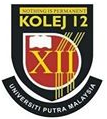 NOTHING IS PERMANENT
KOLEJ 12
XII
UNIVERSITI PUTRA MALAYSIA